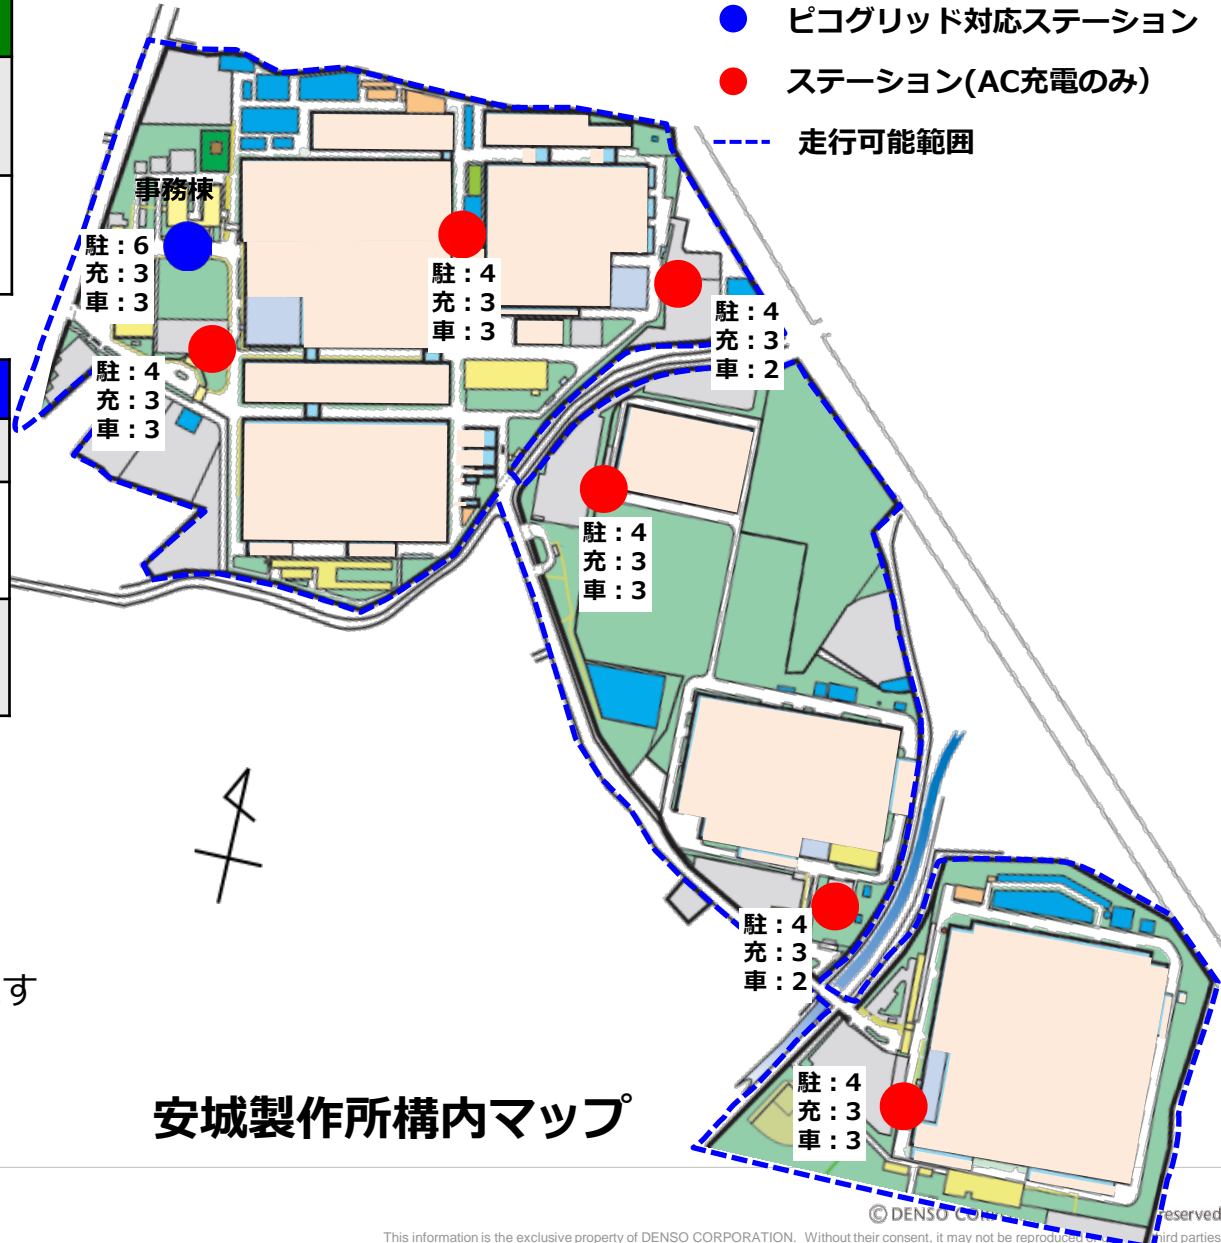 ピコグリッド対応ステーション
ステーション(AC充電のみ）
走行可能範囲
事務棟
駐：6
充：3
車：3
駐：4
充：3
車：3
駐：4
充：3
車：2
駐：4
充：3
車：3
駐：4
充：3
車：3
駐：4
充：3
車：2
す
駐：4
充：3
車：3
安城製作所構内マップ
© DENSO reserved
This information is the exclusive property of DENSO CORPORATION. Without their consent, it may not be reproduced third parties